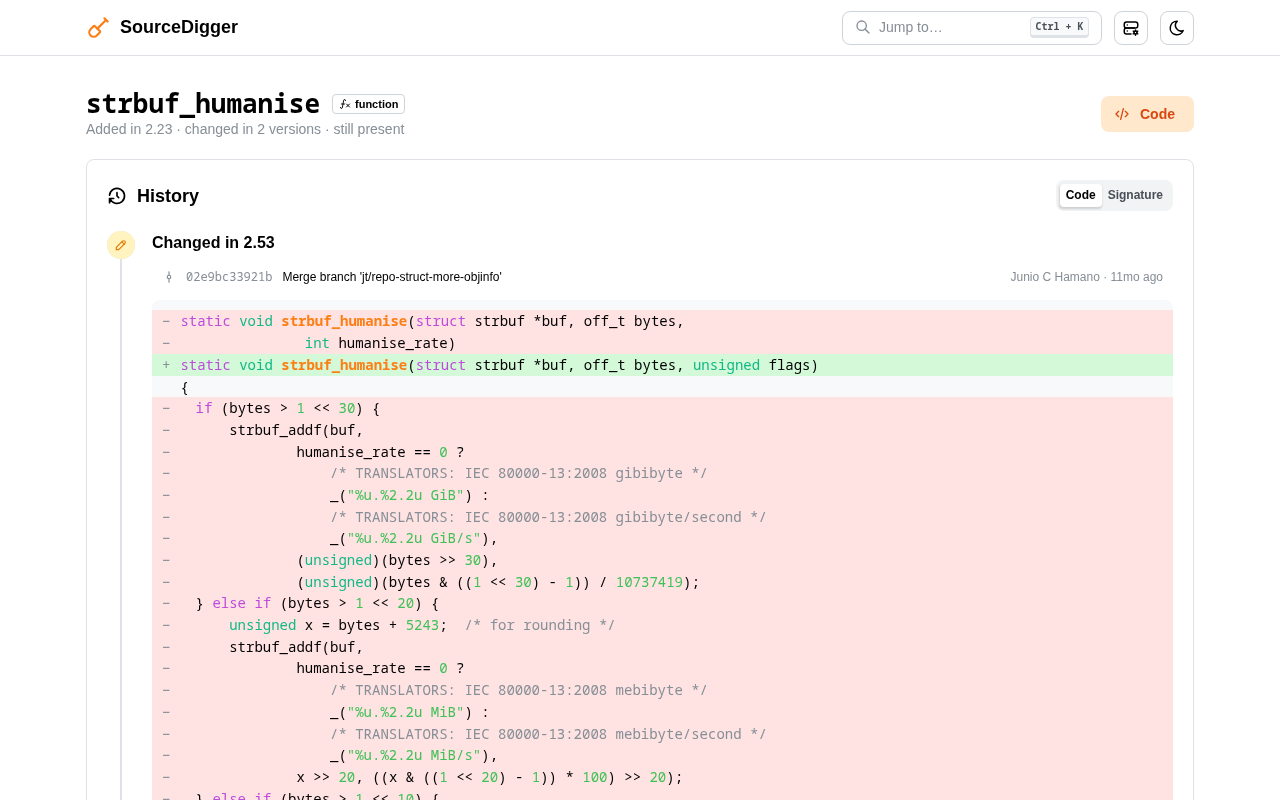 SourceDigger
Jump to…
Ctrl + K
strbuf_humanise
ƒx function
Added in 2.23 · changed in 2 versions · still present
Code
History
Code
Signature
Changed in 2.53
02e9bc33921b Merge branch 'jt/repo-struct-more-objinfo'
Junio C Hamano · 11mo ago
− static void strbuf_humanise(struct strbuf *buf, off_t bytes,
− int humanise_rate)
+ static void strbuf_humanise(struct strbuf *buf, off_t bytes, unsigned flags)
{
− if (bytes > 1 << 30) {
− strbuf_addf(buf,
− humanise_rate == 0 ?
− /* TRANSLATORS: IEC 80000-13:2008 gibibyte */
− _("%u.%2.2u GiB") :
− /* TRANSLATORS: IEC 80000-13:2008 gibibyte/second */
− _("%u.%2.2u GiB/s"),
− (unsigned)(bytes >> 30),
− (unsigned)(bytes & ((1 << 30) - 1)) / 10737419);
− } else if (bytes > 1 << 20) {
− unsigned x = bytes + 5243; /* for rounding */
− strbuf_addf(buf,
− humanise_rate == 0 ?
− /* TRANSLATORS: IEC 80000-13:2008 mebibyte */
− _("%u.%2.2u MiB") :
− /* TRANSLATORS: IEC 80000-13:2008 mebibyte/second */
− _("%u.%2.2u MiB/s"),
− x >> 20, ((x & ((1 << 20) - 1)) * 100) >> 20);
− } else if (bytes > 1 << 10) {